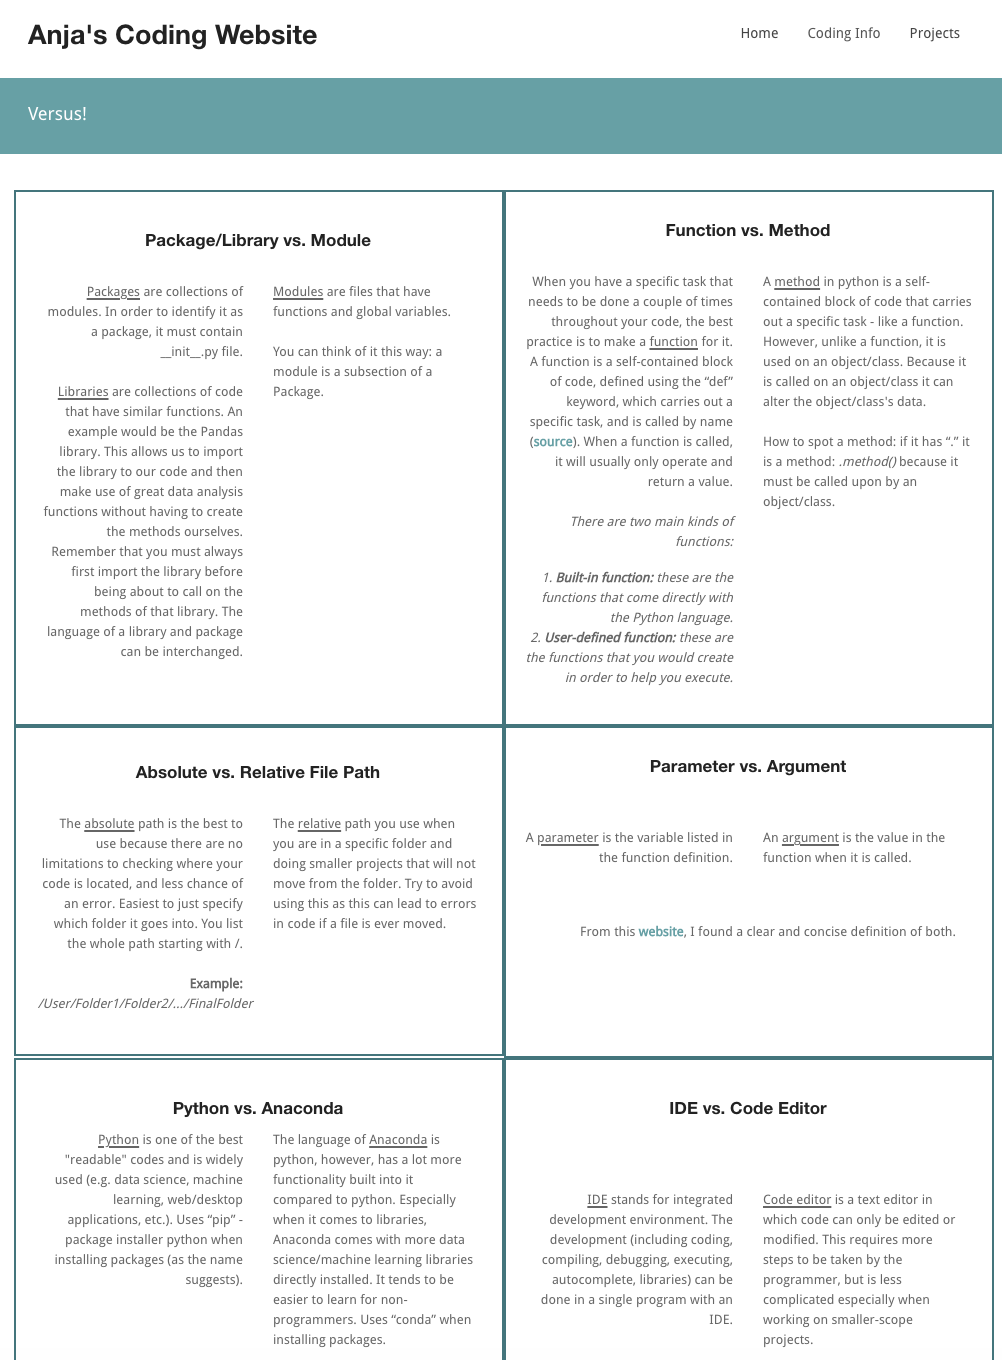 Anja's Coding Website
Home
Coding Info
Projects
Versus!
Package/Library vs. Module
Packages are collections of
modules. In order to identify it as
a package, it must contain
__init__.py file.
Libraries are collections of code
that have similar functions. An
example would be the Pandas
library. This allows us to import
the library to our code and then
make use of great data analysis
functions without having to create
the methods ourselves.
Remember that you must always
first import the library before
being about to call on the
methods of that library. The
language of a library and package
can be interchanged.
Modules are files that have
functions and global variables.
You can think of it this way: a
module is a subsection of a
Package.
Function vs. Method
When you have a specific task that
needs to be done a couple of times
throughout your code, the best
practice is to make a function for it.
A function is a self-contained block
of code, defined using the “def”
keyword, which carries out a
specific task, and is called by name
(source). When a function is called,
it will usually only operate and
return a value.
There are two main kinds of
functions:
1. Built-in function: these are the
functions that come directly with
the Python language.
2. User-defined function: these are
the functions that you would create
in order to help you execute.
A method in python is a self-
contained block of code that carries
out a specific task - like a function.
However, unlike a function, it is
used on an object/class. Because it
is called on an object/class it can
alter the object/class's data.
How to spot a method: if it has “.” it
is a method: .method() because it
must be called upon by an
object/class.
Absolute vs. Relative File Path
The absolute path is the best to
use because there are no
limitations to checking where your
code is located, and less chance of
an error. Easiest to just specify
which folder it goes into. You list
the whole path starting with /.
Example:
/User/Folder1/Folder2/.../FinalFolder
The relative path you use when
you are in a specific folder and
doing smaller projects that will not
move from the folder. Try to avoid
using this as this can lead to errors
in code if a file is ever moved.
Parameter vs. Argument
A parameter is the variable listed in
the function definition.
An argument is the value in the
function when it is called.
From this website, I found a clear and concise definition of both.
Python vs. Anaconda
Python is one of the best
"readable" codes and is widely
used (e.g. data science, machine
learning, web/desktop
applications, etc.). Uses “pip” -
package installer python when
installing packages (as the name
suggests).
The language of Anaconda is
python, however, has a lot more
functionality built into it
compared to python. Especially
when it comes to libraries,
Anaconda comes with more data
science/machine learning libraries
directly installed. It tends to be
easier to learn for non-
programmers. Uses “conda” when
installing packages.
IDE vs. Code Editor
IDE stands for integrated
development environment. The
development (including coding,
compiling, debugging, executing,
autocomplete, libraries) can be
done in a single program with an
IDE.
Code editor is a text editor in
which code can only be edited or
modified. This requires more
steps to be taken by the
programmer, but is less
complicated especially when
working on smaller-scope
projects.